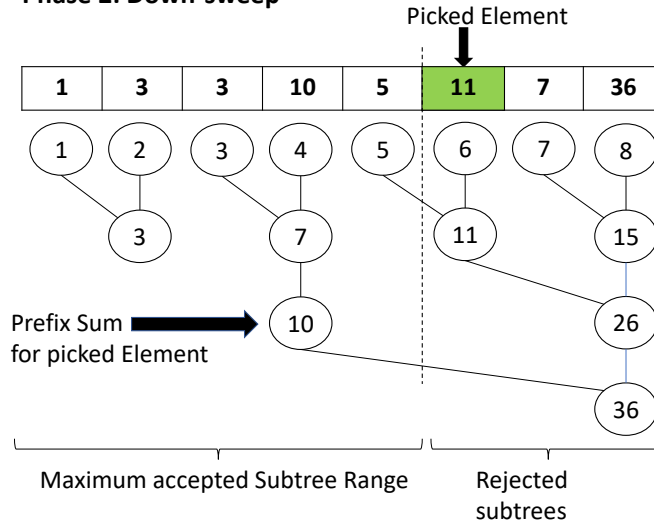 Phase 2: Down-sweep
Picked Element
1 3 3 10 5 11 7 36
1 2 3 4 5 6 7 8
3 7 11 15
Prefix Sum
for picked Element
10 26
36
Maximum accepted Subtree Range
Rejected
subtrees